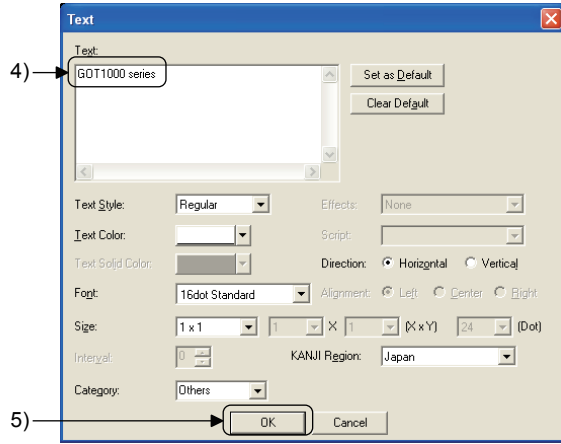 Text
Text:
4)
GOT1000 series
Set as Default
Clear Default
Text Style: Regular Effects: None
Text Color: Script:
Text Solid Color: Direction: Horizontal Vertical
Font: 16dot Standard Alignment: Left Center Right
Size: 1 x 1 1 X 1 (X x Y) 24 (Dot)
Interval: 0 KANJI Region: Japan
Category: Others
5) OK Cancel